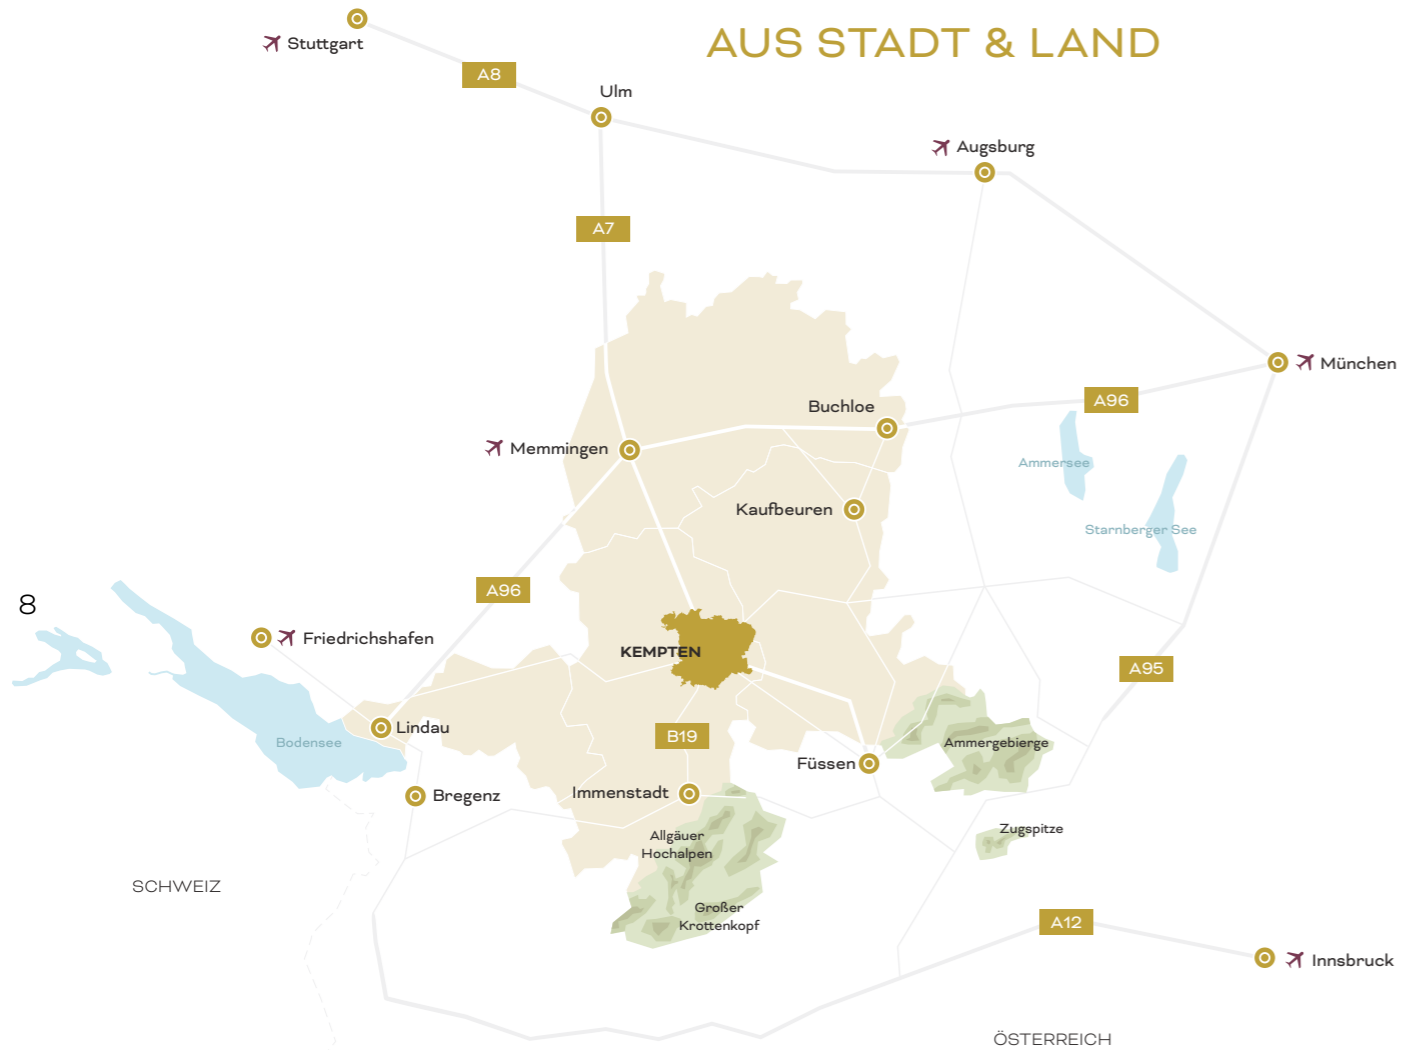 AUS STADT & LAND
Stuttgart
A8
Ulm
Augsburg
A7
München
A96
Buchloe
Memmingen
Ammersee
Kaufbeuren
Starnberger See
A96
8
Friedrichshafen
KEMPTEN
A95
Lindau
B19
Bodensee
Ammergebierge
Füssen
Immenstadt
Bregenz
Zugspitze
Allgäuer
Hochalpen
SCHWEIZ
Großer
Krottenkopf
A12
Innsbruck
ÖSTERREICH